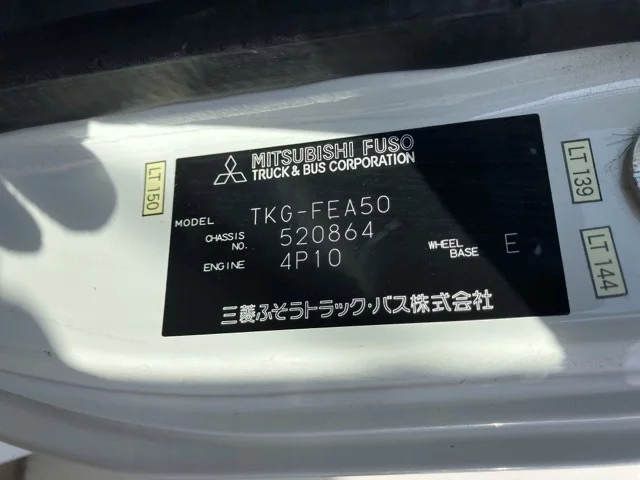 MITSUBISHI FUSO
TRUCK & BUS CORPORATION
MODEL TKG-FEA50
CHASSIS NO. 520864
ENGINE 4P10
WHEEL BASE E
三菱ふそうトラック・バス株式会社
LT 150
LT 139
LT 144